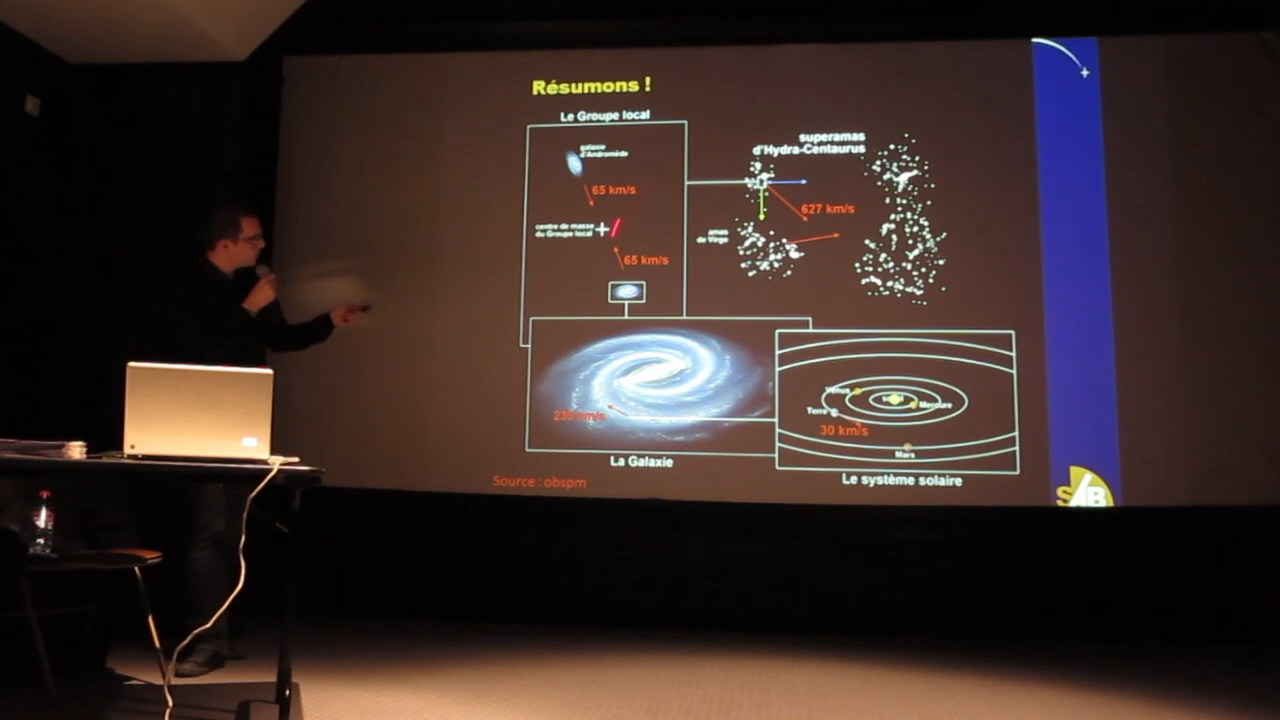 Résumons !
Le Groupe local
galaxie
d'Andromède
65 km/s
centre de masse
du Groupe local
65 km/s
superamas
d'Hydra-Centaurus
627 km/s
amas
de Virgo
La Galaxie
Vénus
soleil
Mercure
Terre
30 km/s
Mars
Le système solaire
Source : obspm
SAB